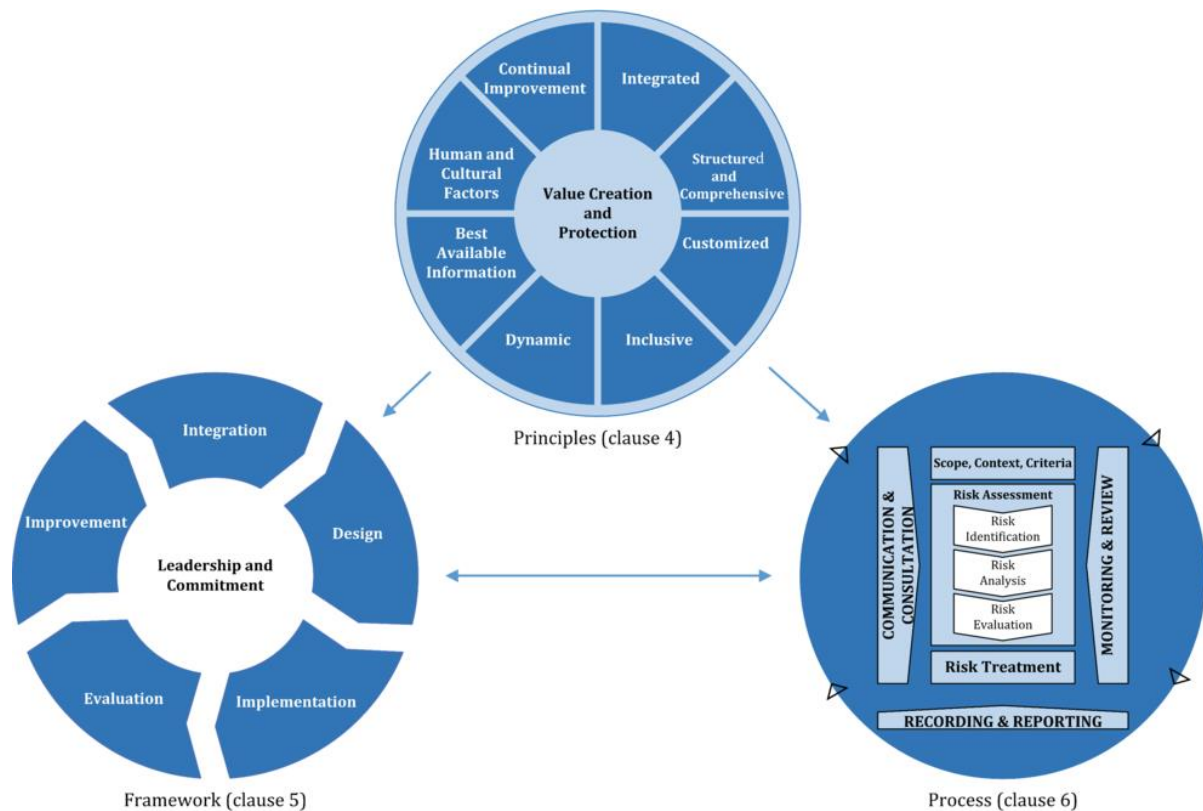 Continual
Improvement
Integrated
Human and
Cultural
Factors
Structured
and
Comprehensive
Value Creation
and
Protection
Best
Available
Information
Customized
Dynamic
Inclusive
Principles (clause 4)
Integration
Improvement
Design
Leadership and
Commitment
Evaluation
Implementation
Framework (clause 5)
Scope, Context, Criteria
Risk Assessment
Risk
Identification
Risk
Analysis
Risk
Evaluation
Risk Treatment
COMMUNICATION &
CONSULTATION
MONITORING & REVIEW
RECORDING & REPORTING
Process (clause 6)